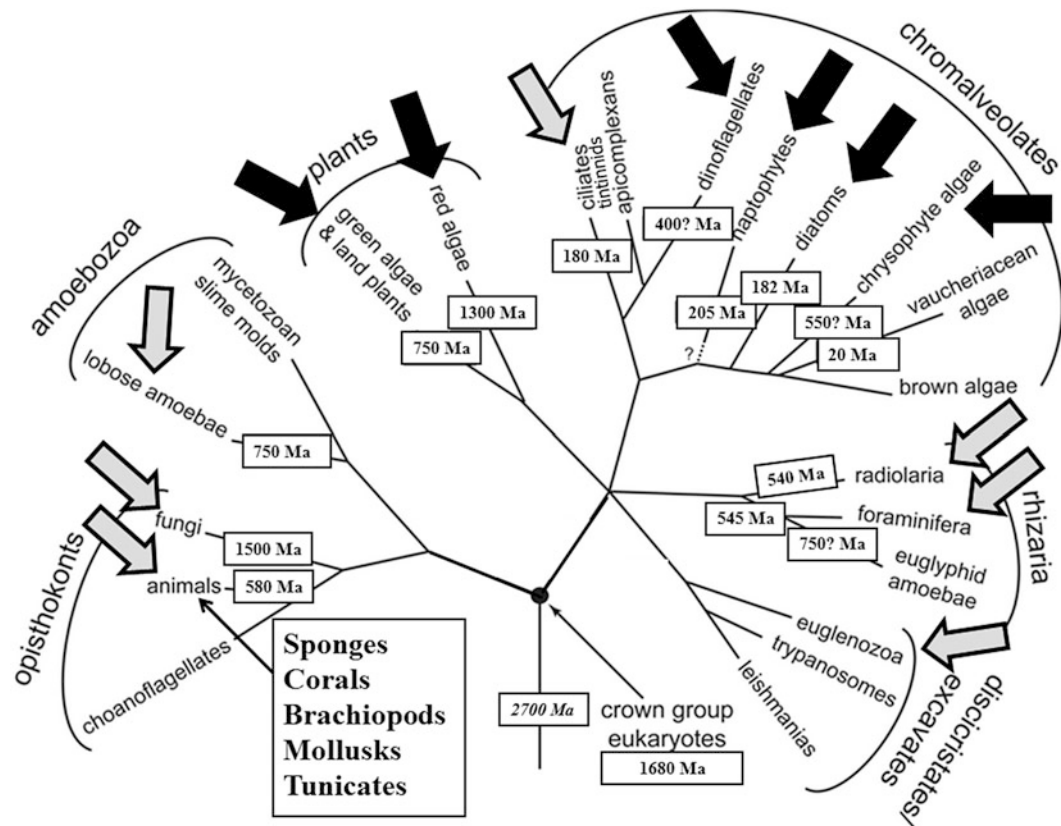 chromalveolates
plants
amoebozoa
opisthokonts
rhizaria
discicristates/
excavates
ciliates
tintinnids
apicomplexans
dinoflagellates
haptophytes
diatoms
chrysophyte algae
vaucheriacean
algae
brown algae
red algae
green algae
& land plants
mycetozoan
slime molds
lobose amoebae
fungi
animals
choanoflagellates
radiolaria
foraminifera
euglyphid
amoebae
euglenozoa
trypanosomes
leishmanias
180 Ma
400? Ma
205 Ma
182 Ma
550? Ma
20 Ma
?
1300 Ma
750 Ma
750 Ma
1500 Ma
580 Ma
540 Ma
545 Ma
750? Ma
Sponges
Corals
Brachiopods
Mollusks
Tunicates
2700 Ma
crown group
eukaryotes
1680 Ma